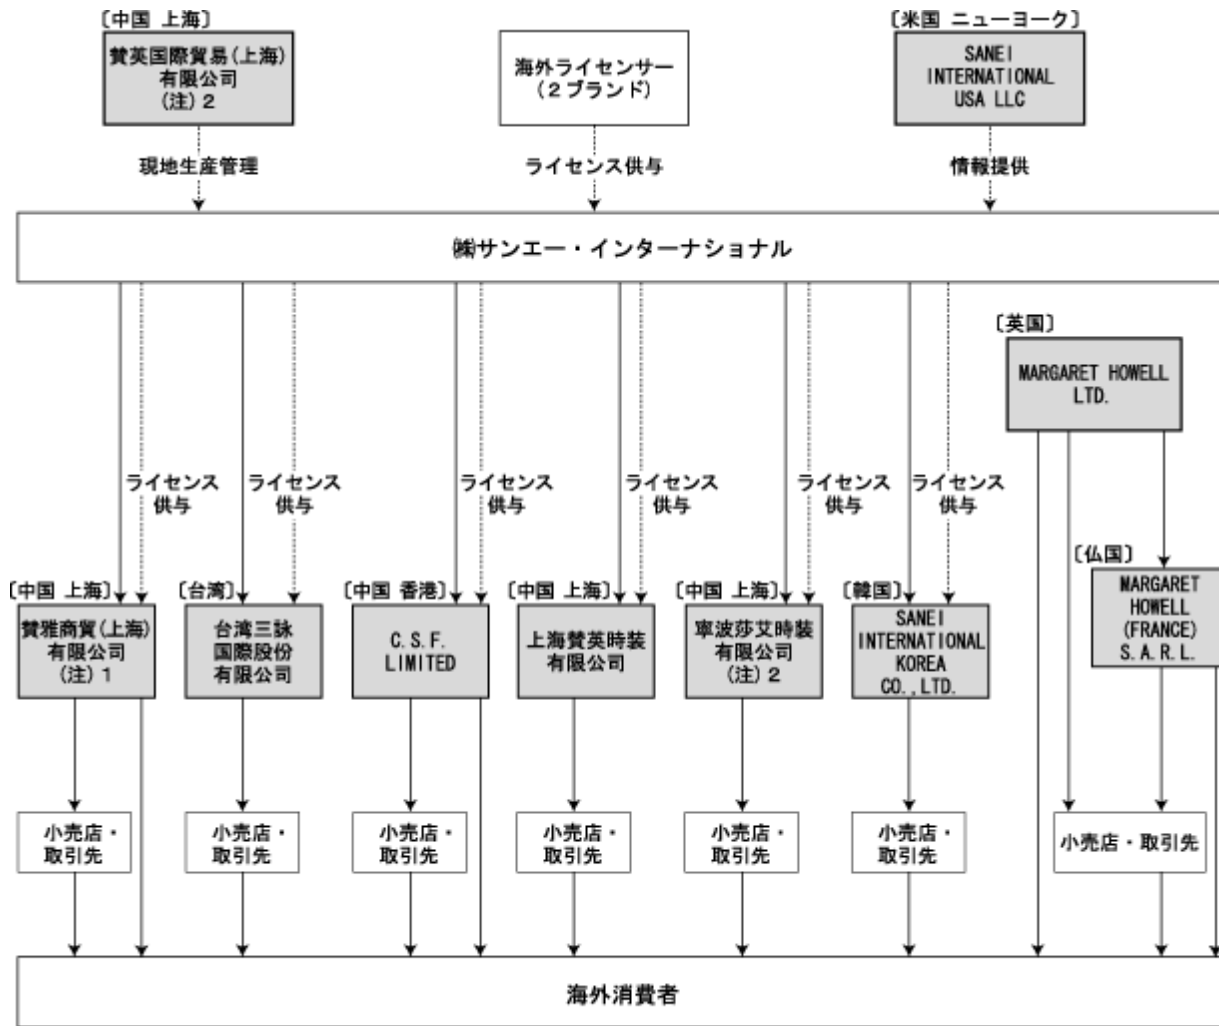 〔中国 上海〕
賛英国際貿易(上海)
有限公司
(注)2
海外ライセンサー
(2ブランド)
〔米国 ニューヨーク〕
SANEI
INTERNATIONAL
USA LLC
現地生産管理
ライセンス供与
情報提供
㈱サンエー・インターナショナル
〔英国〕
MARGARET HOWELL
LTD.
ライセンス
供与
ライセンス
供与
ライセンス
供与
ライセンス
供与
ライセンス
供与
ライセンス
供与
〔中国 上海〕
賛雅商貿(上海)
有限公司
(注)1
〔台湾〕
台湾三詠
国際股份
有限公司
〔中国 香港〕
C.S.F.
LIMITED
〔中国 上海〕
上海賛英時装
有限公司
〔中国 上海〕
寧波莎艾時装
有限公司
(注)2
〔韓国〕
SANEI
INTERNATIONAL
KOREA
CO.,LTD.
〔仏国〕
MARGARET
HOWELL
(FRANCE)
S.A.R.L.
小売店・
取引先
小売店・
取引先
小売店・
取引先
小売店・
取引先
小売店・
取引先
小売店・
取引先
小売店・取引先
海外消費者